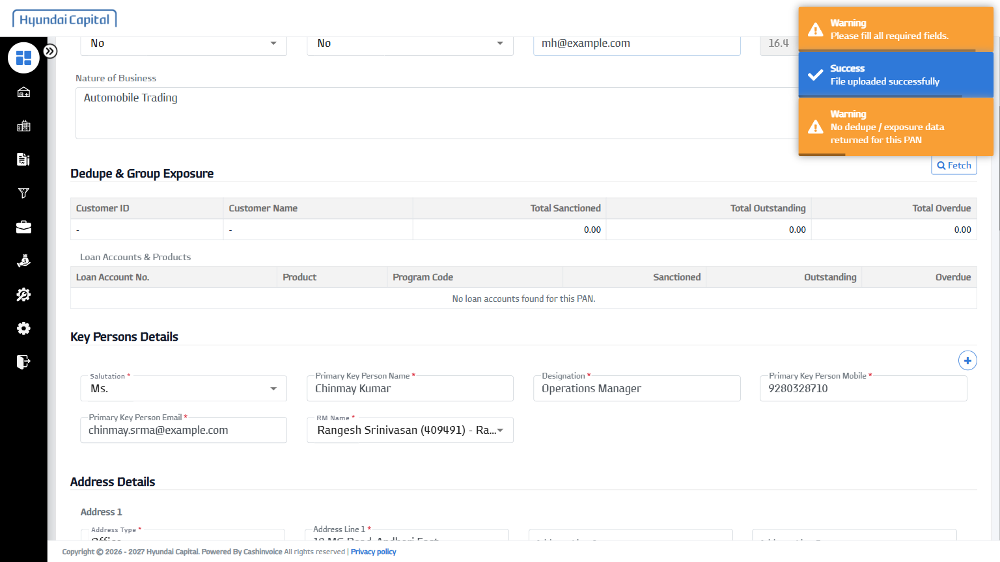 Hyundai Capital
Warning
Please fill all required fields.
Success
File uploaded successfully
Warning
No dedupe / exposure data
returned for this PAN
No
No
mh@example.com
16.4
Nature of Business
Automobile Trading
Dedupe & Group Exposure
Fetch
Customer ID Customer Name Total Sanctioned Total Outstanding Total Overdue
- - 0.00 0.00 0.00
Loan Accounts & Products
Loan Account No. Product Program Code Sanctioned Outstanding Overdue
No loan accounts found for this PAN.
Key Persons Details
Salutation * Primary Key Person Name * Designation * Primary Key Person Mobile *
Ms. Chinmay Kumar Operations Manager 9280328710
Primary Key Person Email * RM Name *
chinmay.srma@example.com Rangesh Srinivasan (409491) - Ra...
Address Details
Address 1
Address Type * Address Line 1 *
Office 10 MG Road, Andheri East
Copyright © 2026 - 2027 Hyundai Capital. Powered By Cashinvoice All rights reserved | Privacy policy